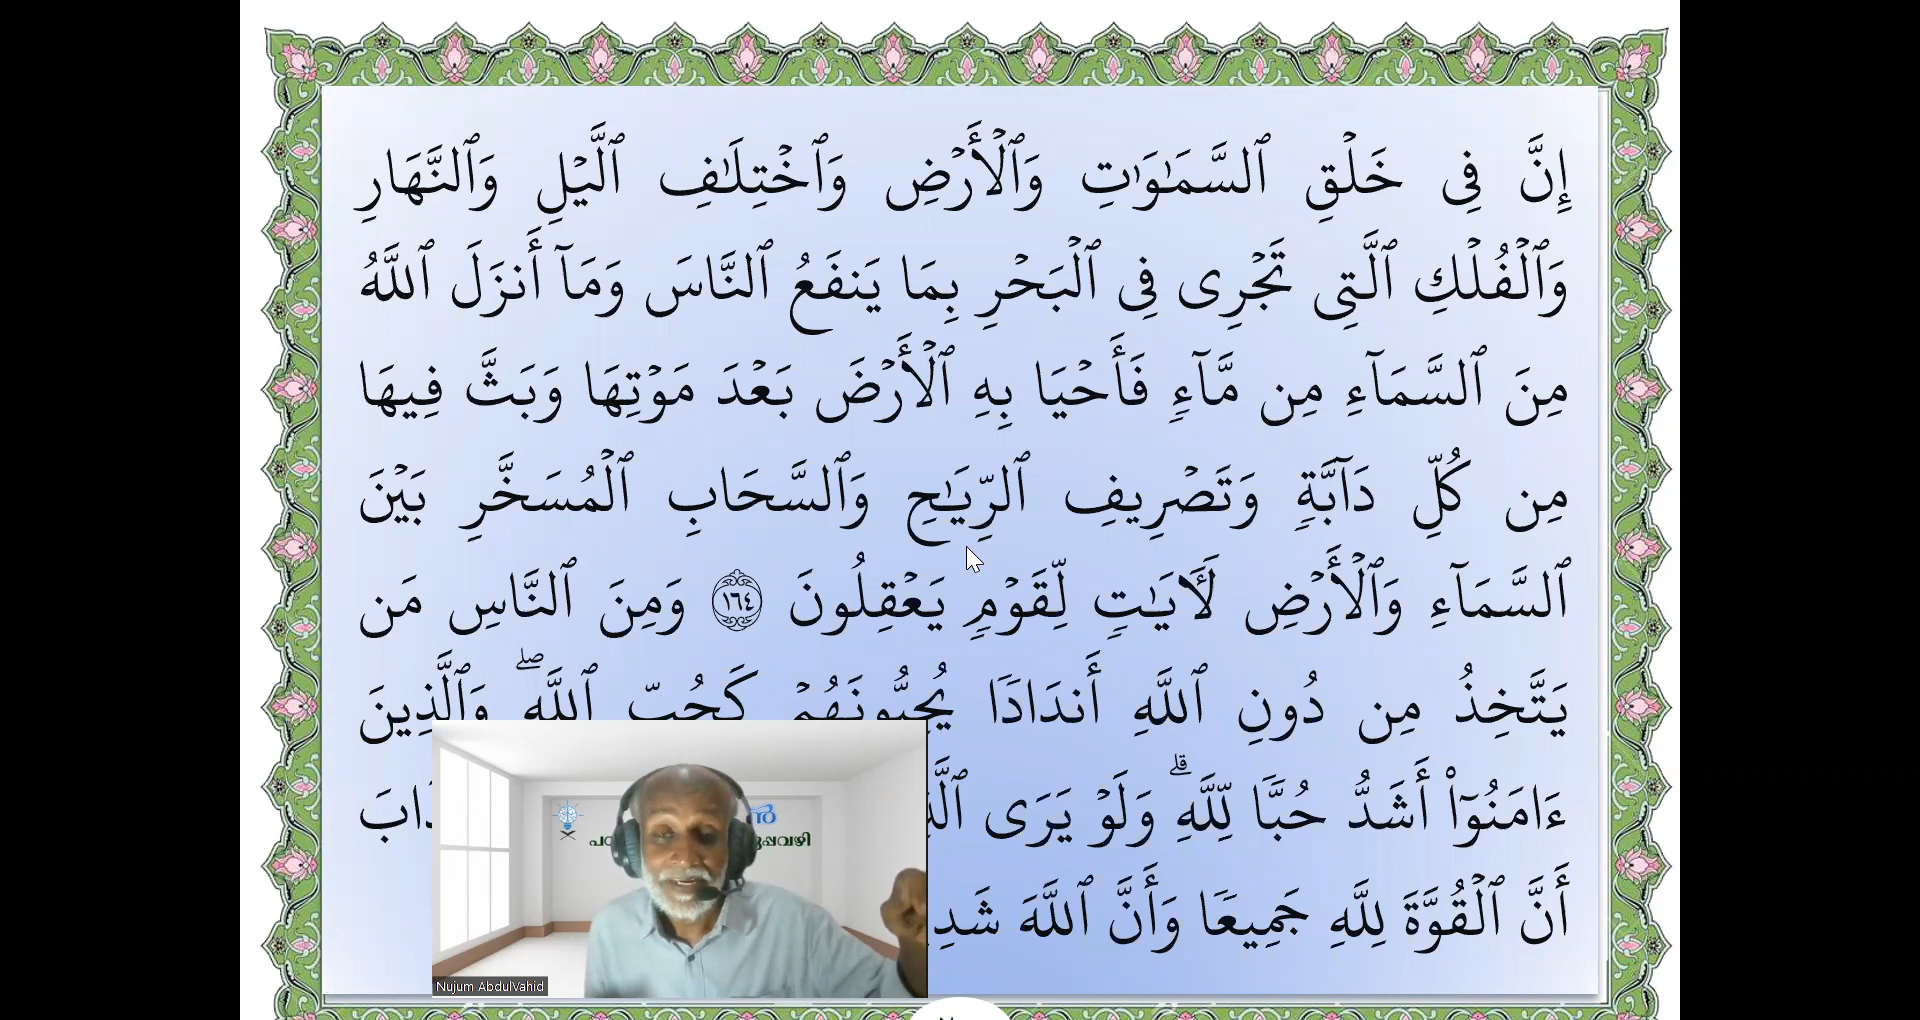 إِنَّ فِى خَلْقِ ٱلسَّمَٰوَٰتِ وَٱلْأَرْضِ وَٱخْتِلَٰفِ ٱلَّيْلِ وَٱلنَّهَارِ
وَٱلْفُلْكِ ٱلَّتِى تَجْرِى فِى ٱلْبَحْرِ بِمَا يَنفَعُ ٱلنَّاسَ وَمَآ أَنزَلَ ٱللَّهُ
مِنَ ٱلسَّمَآءِ مِن مَّآءٍ فَأَحْيَا بِهِ ٱلْأَرْضَ بَعْدَ مَوْتِهَا وَبَثَّ فِيهَا
مِن كُلِّ دَآبَّةٍ وَتَصْرِيفِ ٱلرِّيَٰحِ وَٱلسَّحَابِ ٱلْمُسَخَّرِ بَيْنَ
ٱلسَّمَآءِ وَٱلْأَرْضِ لَـَٔايَٰتٍ لِّقَوْمٍ يَعْقِلُونَ ١٦٤ وَمِنَ ٱلنَّاسِ مَن
يَتَّخِذُ مِن دُونِ ٱللَّهِ أَندَادًا يُحِبُّونَهُمْ كَحُبِّ ٱللَّهِ ۖ وَٱلَّذِينَ
ءَامَنُوٓا۟ أَشَدُّ حُبًّا لِّلَّهِ ۗ وَلَوْ يَرَى
أَنَّ ٱلْقُوَّةَ لِلَّهِ جَمِيعًا وَأَنَّ ٱللَّهَ
Nujum AbdulVahid